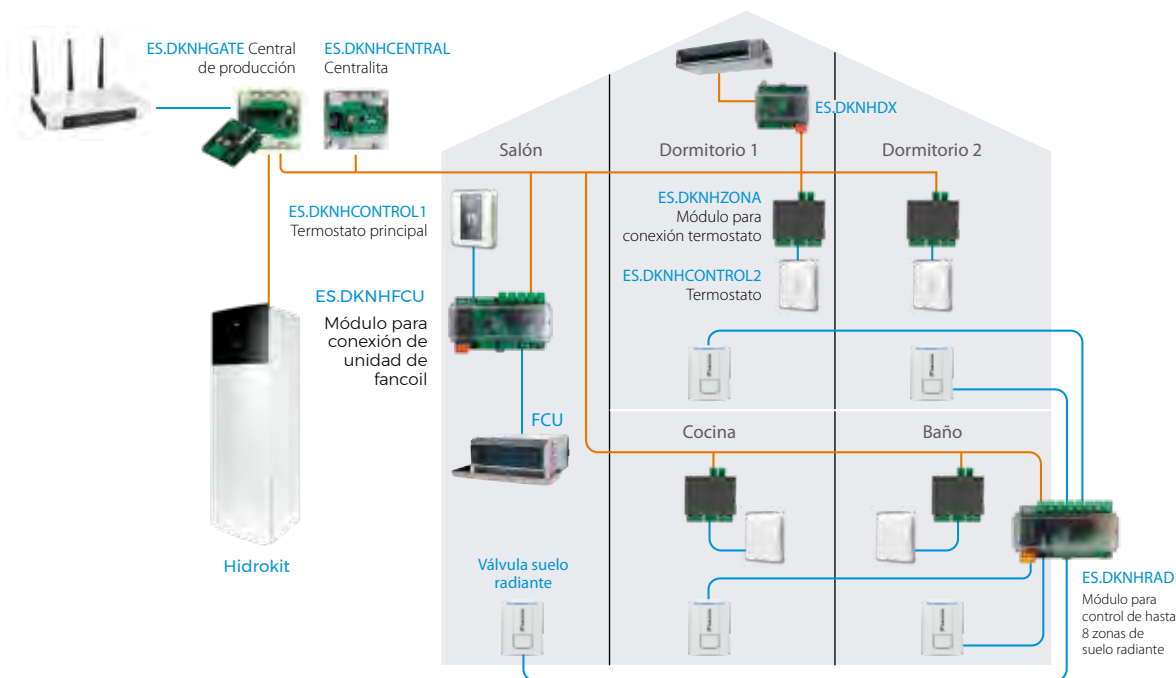 ES.DKNHGATE Central
de producción
ES.DKNHCENTRAL
Centralita
ES.DKNHDX
Salón
Dormitorio 1
Dormitorio 2
ES.DKNHCONTROL1
Termostato principal
ES.DKNHZONA
Módulo para
conexión termostato
ES.DKNHCONTROL2
Termostato
ES.DKNHFCU
Módulo para
conexión de
unidad de
fancoil
FCU
Cocina
Baño
Hidrokit
Válvula suelo
radiante
ES.DKNHRAD
Módulo para
control de hasta
8 zonas de
suelo radiante